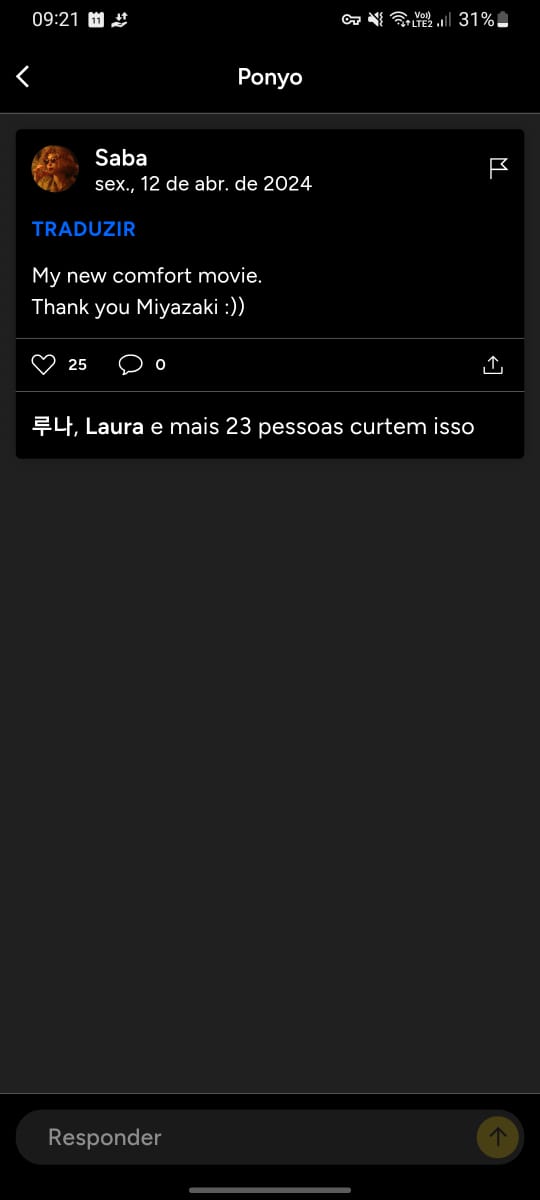 09:21 11 Vo)) LTE2 31%
Ponyo
Saba
sex., 12 de abr. de 2024
TRADUZIR
My new comfort movie.
Thank you Miyazaki :))
25 0
루나, Laura e mais 23 pessoas curtem isso
Responder